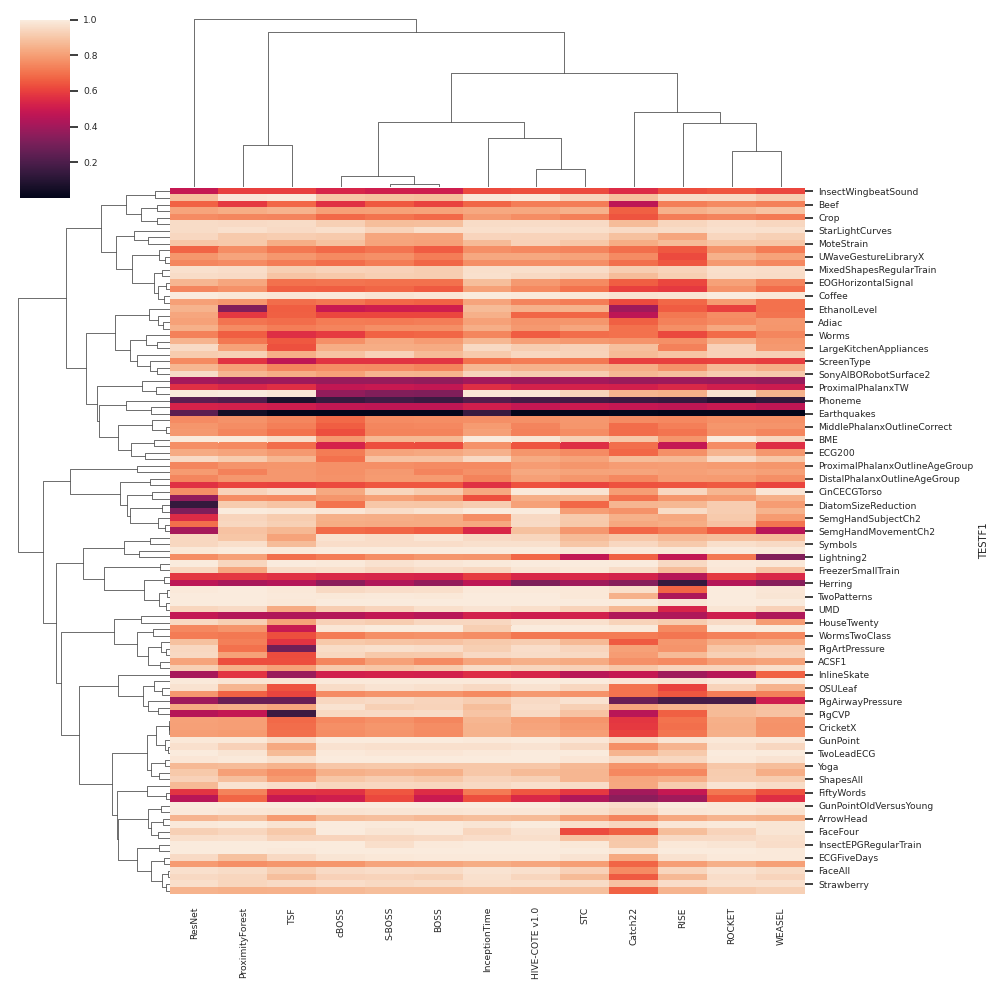 1.0
0.8
0.6
0.4
0.2
InsectWingbeatSound
Beef
Crop
StarLightCurves
MoteStrain
UWaveGestureLibraryX
MixedShapesRegularTrain
EOGHorizontalSignal
Coffee
EthanolLevel
Adiac
Worms
LargeKitchenAppliances
ScreenType
SonyAIBORobotSurface2
ProximalPhalanxTW
Phoneme
Earthquakes
MiddlePhalanxOutlineCorrect
BME
ECG200
ProximalPhalanxOutlineAgeGroup
DistalPhalanxOutlineAgeGroup
CinCECGTorso
DiatomSizeReduction
SemgHandSubjectCh2
SemgHandMovementCh2
Symbols
Lightning2
FreezerSmallTrain
Herring
TwoPatterns
UMD
HouseTwenty
WormsTwoClass
PigArtPressure
ACSF1
InlineSkate
OSULeaf
PigAirwayPressure
PigCVP
CricketX
GunPoint
TwoLeadECG
Yoga
ShapesAll
FiftyWords
GunPointOldVersusYoung
ArrowHead
FaceFour
InsectEPGRegularTrain
ECGFiveDays
FaceAll
Strawberry
TESTF1
ResNet
ProximityForest
TSF
cBOSS
S-BOSS
BOSS
InceptionTime
HIVE-COTE v1.0
STC
Catch22
RISE
ROCKET
WEASEL